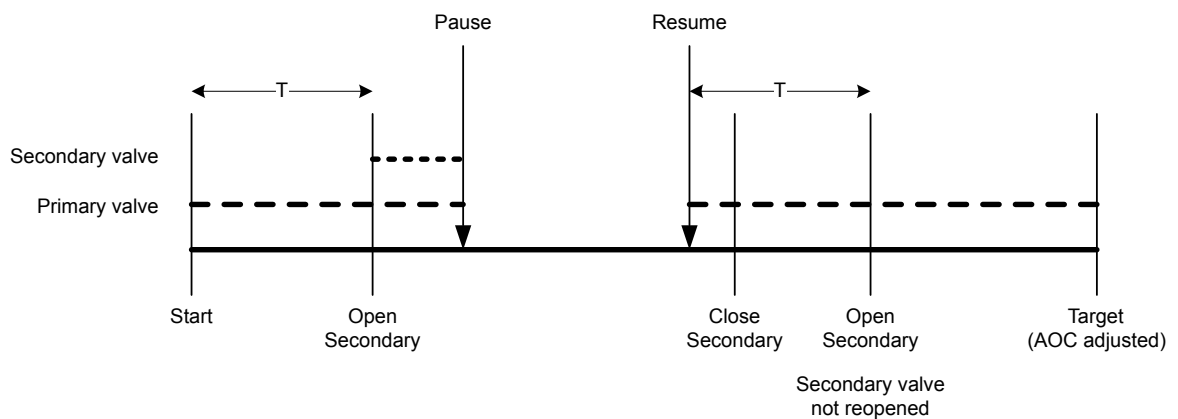 Pause
Resume
T
T
Secondary valve
Primary valve
Start
Open
Secondary
Close
Secondary
Open
Secondary
Target
(AOC adjusted)
Secondary valve
not reopened